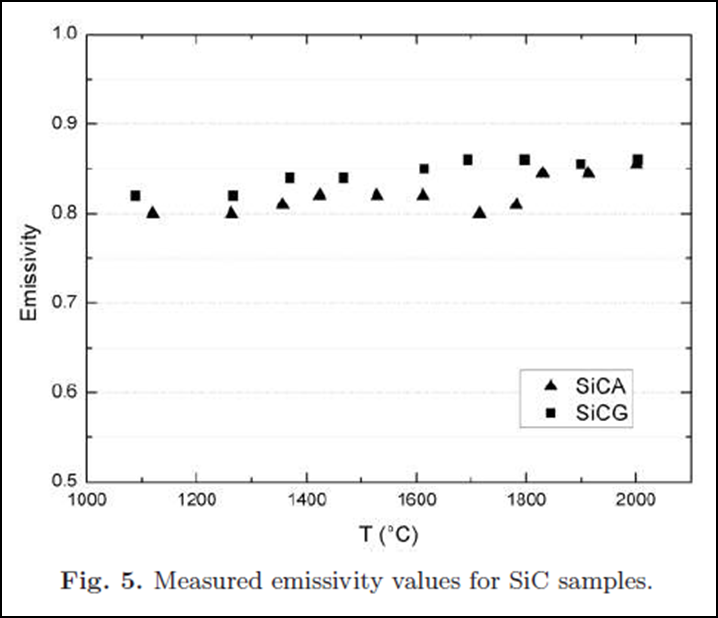 1.0
0.9
0.8
0.7
0.6
0.5
Emissivity
SiCA
SiCG
1000 1200 1400 1600 1800 2000
T (°C)
Fig. 5. Measured emissivity values for SiC samples.